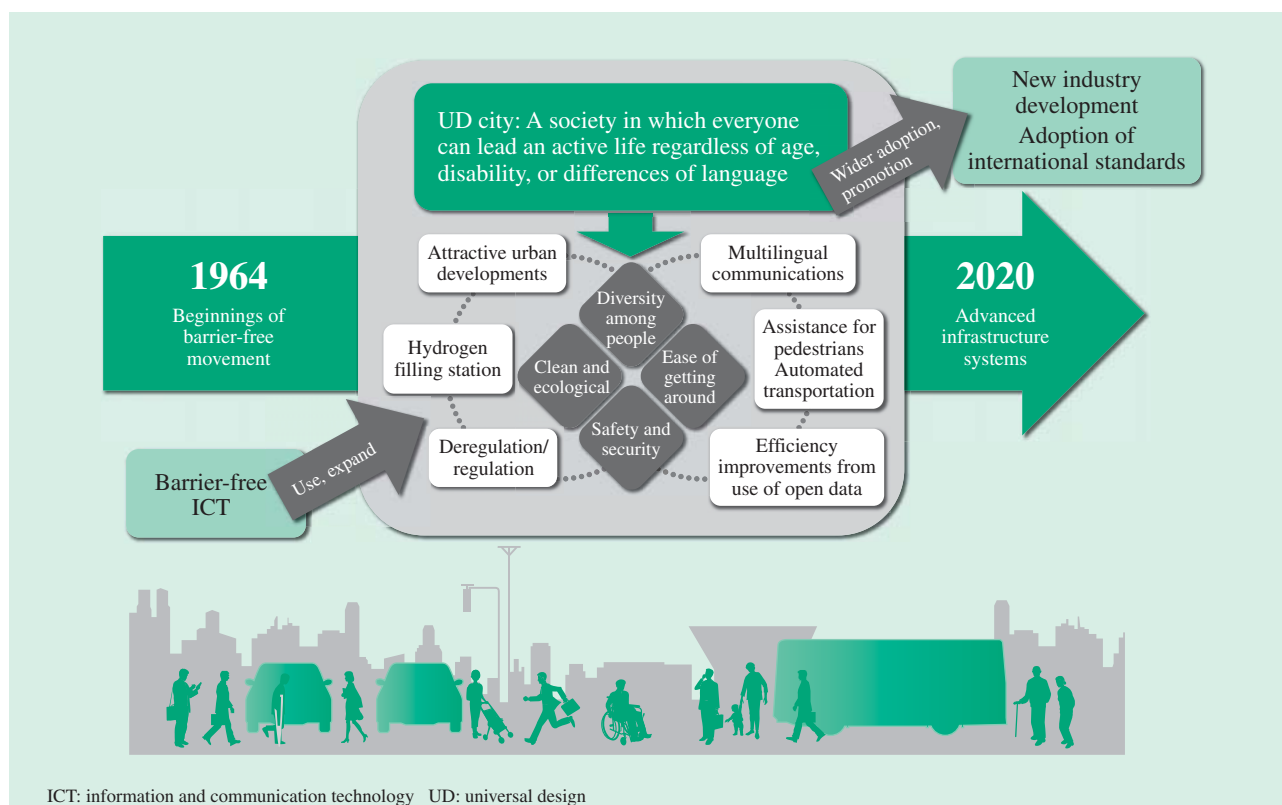 UD city: A society in which everyone
can lead an active life regardless of age,
disability, or differences of language
Wider adoption,
promotion
New industry
development
Adoption of
international standards
1964
Beginnings of
barrier-free
movement
Attractive urban
developments
Hydrogen
filling station
Deregulation/
regulation
Diversity
among
people
Clean and
ecological
Ease of
getting
around
Safety and
security
Multilingual
communications
Assistance for
pedestrians
Automated
transportation
Efficiency
improvements from
use of open data
2020
Advanced
infrastructure
systems
Barrier-free
ICT
Use, expand
ICT: information and communication technology UD: universal design